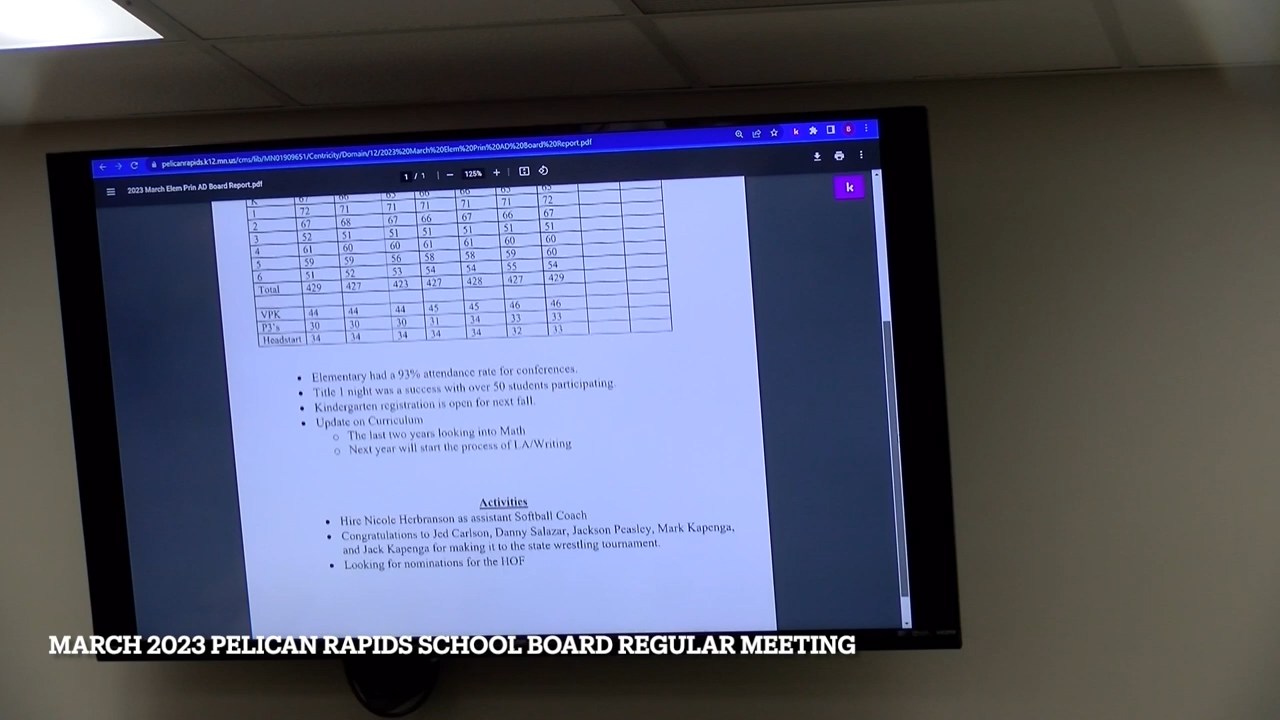 pelicanrapids.k12.mn.us/cms/lib/MN01909651/Centricity/Domain/12/2023%20March%20Elem%20Prin%20AD%20Board%20Report.pdf
2023 March Elem Prin AD Board Report.pdf
1 / 1 125%
k
K 67 66 65 66 66 65 65
1 72 71 71 71 71 71 72
2 67 68 67 66 67 66 67
3 52 51 51 51 51 51 51
4 61 60 60 61 61 60 60
5 59 59 56 58 58 59 60
6 51 52 53 54 54 55 54
Total 429 427 423 427 428 427 429
VPK 44 44 44 45 45 46 46
P3's 30 30 30 31 34 33 33
Headstart 34 34 34 34 34 32 33
• Elementary had a 93% attendance rate for conferences.
• Title 1 night was a success with over 50 students participating.
• Kindergarten registration is open for next fall.
• Update on Curriculum
o The last two years looking into Math
o Next year will start the process of LA/Writing
Activities
• Hire Nicole Herbranson as assistant Softball Coach
• Congratulations to Jed Carlson, Danny Salazar, Jackson Peasley, Mark Kapenga,
and Jack Kapenga for making it to the state wrestling tournament.
• Looking for nominations for the HOF
MARCH 2023 PELICAN RAPIDS SCHOOL BOARD REGULAR MEETING